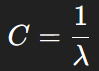 C = 1/λ